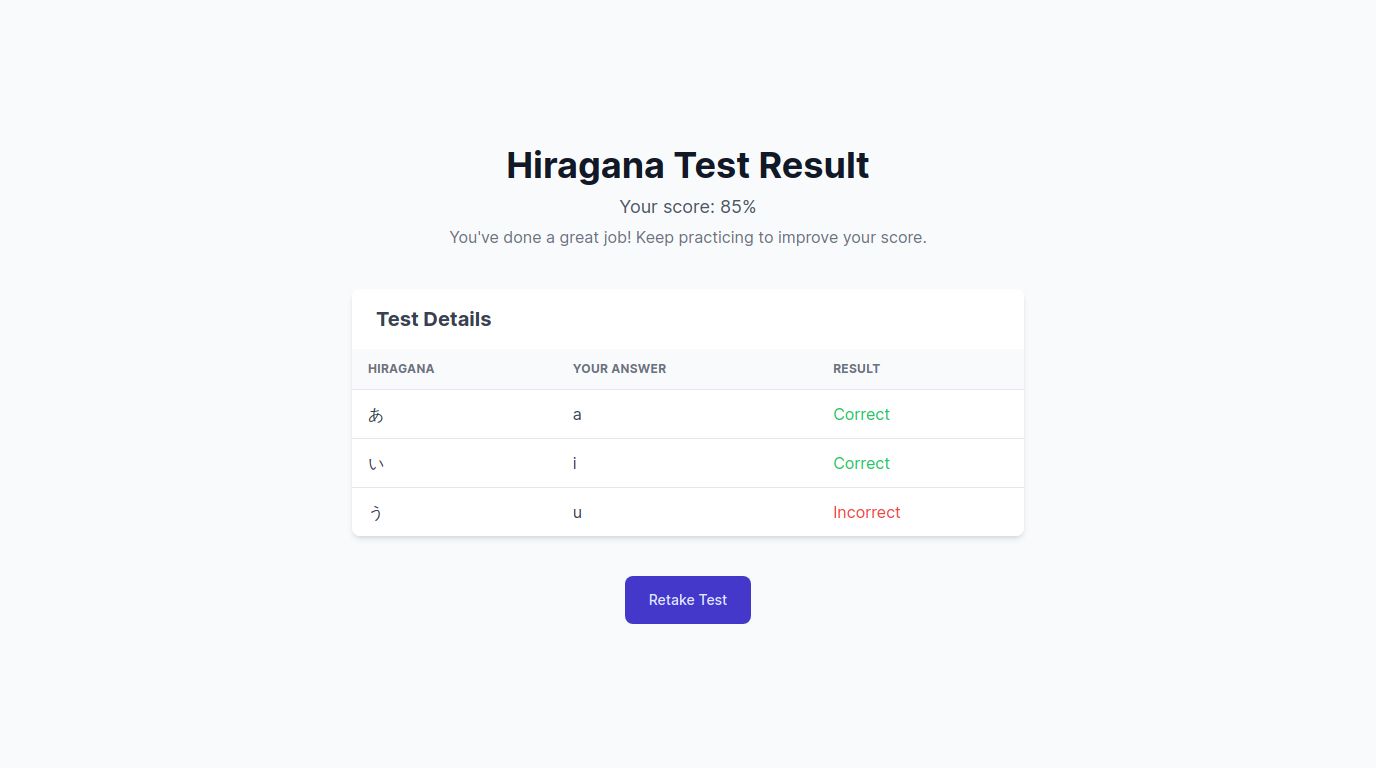 Hiragana Test Result
Your score: 85%
You've done a great job! Keep practicing to improve your score.
Test Details
HIRAGANA YOUR ANSWER RESULT
あ a Correct
い i Correct
う u Incorrect
Retake Test